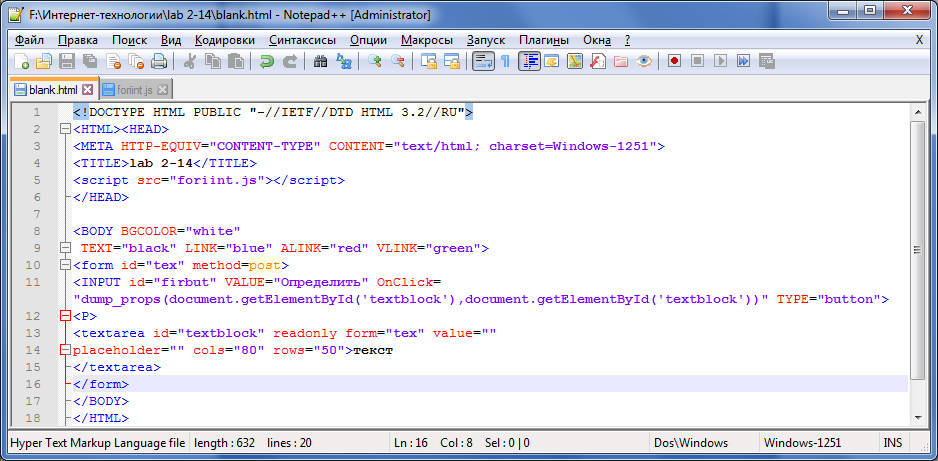 F:\Интернет-технологии\lab 2-14\blank.html - Notepad++ [Administrator]
Файл Правка Поиск Вид Кодировки Синтаксисы Опции Макросы Запуск Плагины Окна ? X
blank.html foriint.js
1 <!DOCTYPE HTML PUBLIC "-//IETF//DTD HTML 3.2//RU">
2 <HTML><HEAD>
3 <META HTTP-EQUIV="CONTENT-TYPE" CONTENT="text/html; charset=Windows-1251">
4 <TITLE>lab 2-14</TITLE>
5 <script src="foriint.js"></script>
6 </HEAD>
7
8 <BODY BGCOLOR="white"
9 TEXT="black" LINK="blue" ALINK="red" VLINK="green">
10 <form id="tex" method=post>
11 <INPUT id="firbut" VALUE="Определить" OnClick=
"dump_props(document.getElementById('textblock'),document.getElementById('textblock'))" TYPE="button">
12 <P>
13 <textarea id="textblock" readonly form="tex" value=""
14 placeholder="" cols="80" rows="50">текст
15 </textarea>
16 </form>
17 </BODY>
18 </HTML>
Hyper Text Markup Language file length : 632 lines : 20 Ln : 16 Col : 8 Sel : 0 | 0 Dos\Windows Windows-1251 INS